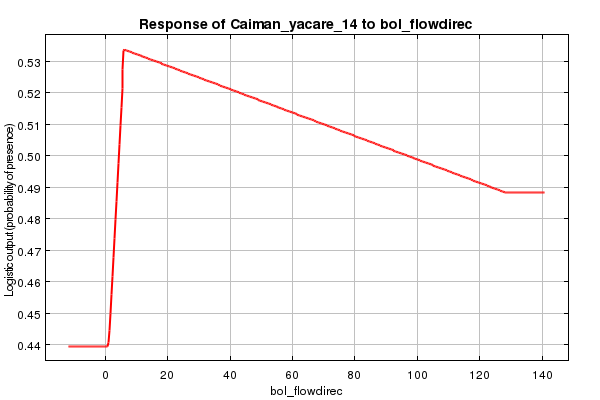 Response of Caiman_yacare_14 to bol_flowdirec
Logistic output (probability of presence)
0.53
0.52
0.51
0.50
0.49
0.48
0.47
0.46
0.45
0.44
0 20 40 60 80 100 120 140
bol_flowdirec